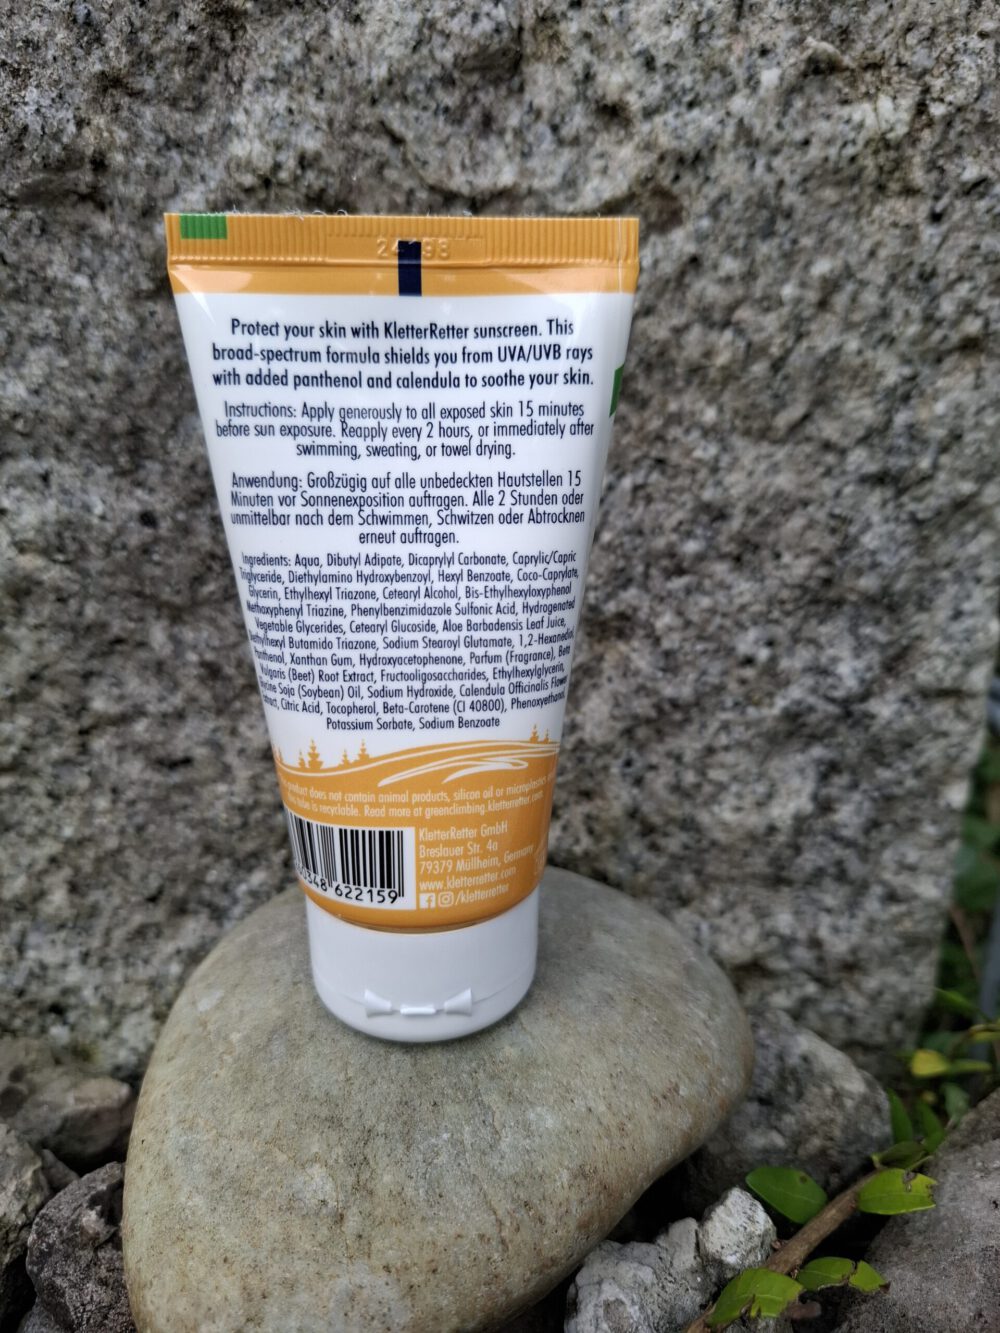 Protect your skin with KletterRetter sunscreen. This
broad-spectrum formula shields you from UVA/UVB rays
with added panthenol and calendula to soothe your skin.
Instructions: Apply generously to all exposed skin 15 minutes
before sun exposure. Reapply every 2 hours, or immediately after
swimming, sweating, or towel drying.
Anwendung: Großzügig auf alle unbedeckten Hautstellen 15
Minuten vor Sonnenexposition auftragen. Alle 2 Stunden oder
unmittelbar nach dem Schwimmen, Schwitzen oder Abtrocknen
erneut auftragen.
Ingredients: Aqua, Dibutyl Adipate, Dicaprylyl Carbonate, Caprylic/Capric
Triglyceride, Diethylamino Hydroxybenzoyl, Hexyl Benzoate, Coco-Caprylate,
Glycerin, Ethylhexyl Triazone, Cetearyl Alcohol, Bis-Ethylhexyloxyphenol
Methoxyphenyl Triazine, Phenylbenzimidazole Sulfonic Acid, Hydrogenated
Vegetable Glycerides, Cetearyl Glucoside, Aloe Barbadensis Leaf Juice,
Butamido Triazone, Sodium Stearoyl Glutamate, 1,2-Hexanediol,
Panthenol, Xanthan Gum, Hydroxyacetophenone, Parfum (Fragrance), Beta
Vulgaris (Beet) Root Extract, Fructooligosaccharides, Ethylhexylglycerin,
Soja (Soybean) Oil, Sodium Hydroxide, Calendula Officinalis Flower
Citric Acid, Tocopherol, Beta-Carotene (CI 40800), Phenoxyethanol,
Potassium Sorbate, Sodium Benzoate
product does not contain animal products, silicon oil or microplastics
tube is recyclable. Read more at greenclimbing.kletterretter.com
KletterRetter GmbH
Breslauer Str. 4a
79379 Müllheim, Germany
www.kletterretter.com
/kletterretter
622159